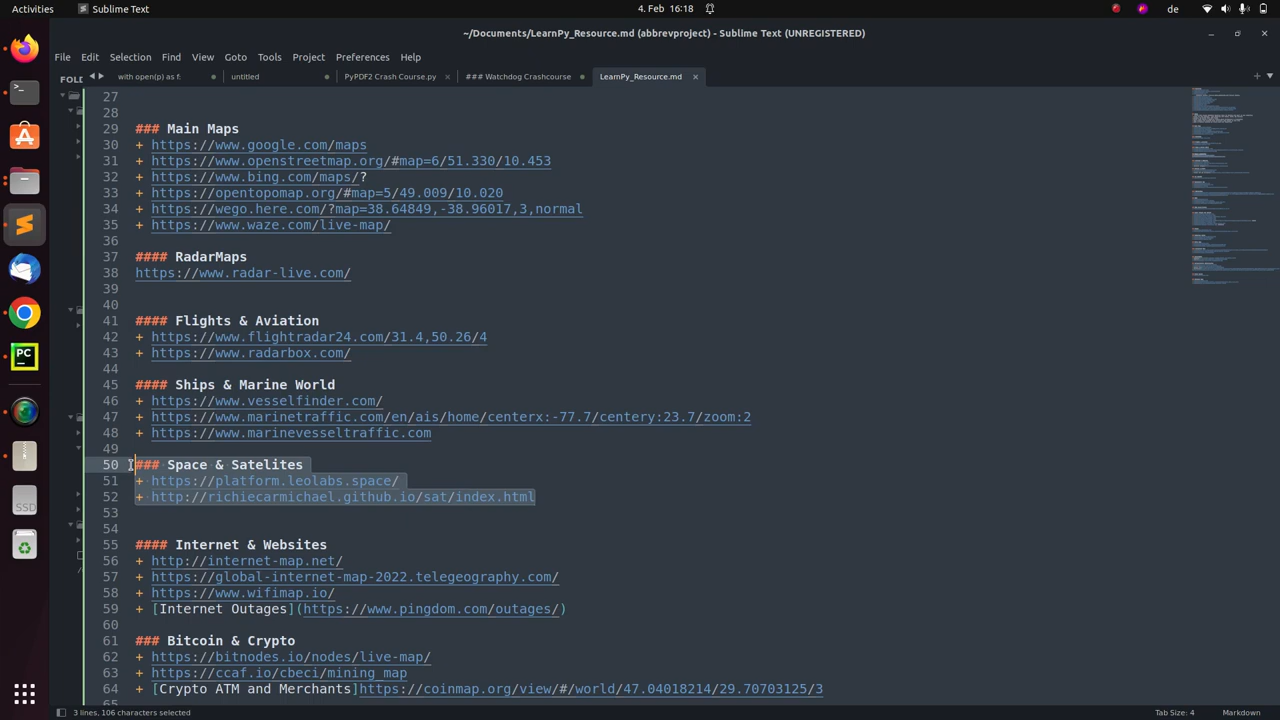 Activities
Sublime Text
4. Feb 16:18
de
~/Documents/LearnPy_Resource.md (abbrevproject) - Sublime Text (UNREGISTERED)
File Edit Selection Find View Goto Tools Project Preferences Help
FOLD
with open(p) as f:
untitled
PyPDF2 Crash Course.py
### Watchdog Crashcourse
LearnPy_Resource.md
27
28
29 ### Main Maps
30 + https://www.google.com/maps
31 + https://www.openstreetmap.org/#map=6/51.330/10.453
32 + https://www.bing.com/maps/?
33 + https://opentopomap.org/#map=5/49.009/10.020
34 + https://wego.here.com/?map=38.64849,-38.96017,3,normal
35 + https://www.waze.com/live-map/
36
37 #### RadarMaps
38 https://www.radar-live.com/
39
40
41 #### Flights & Aviation
42 + https://www.flightradar24.com/31.4,50.26/4
43 + https://www.radarbox.com/
44
45 #### Ships & Marine World
46 + https://www.vesselfinder.com/
47 + https://www.marinetraffic.com/en/ais/home/centerx:-77.7/centery:23.7/zoom:2
48 + https://www.marinevesseltraffic.com
49
50 ### Space & Satelites
51 + https://platform.leolabs.space/
52 + http://richiecarmichael.github.io/sat/index.html
53
54
55 #### Internet & Websites
56 + http://internet-map.net/
57 + https://global-internet-map-2022.telegeography.com/
58 + https://www.wifimap.io/
59 + [Internet Outages](https://www.pingdom.com/outages/)
60
61 ### Bitcoin & Crypto
62 + https://bitnodes.io/nodes/live-map/
63 + https://ccaf.io/cbeci/mining_map
64 + [Crypto ATM and Merchants]https://coinmap.org/view/#/world/47.04018214/29.70703125/3
65
3 lines, 106 characters selected
Tab Size: 4
Markdown
PC
SSD